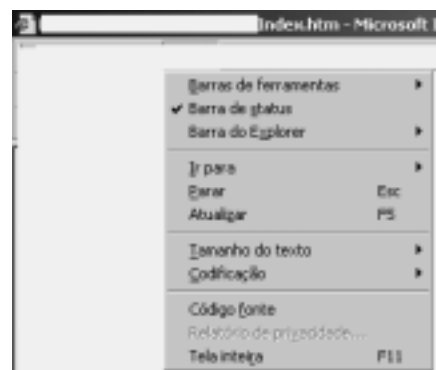 Index.htm - Microsoft
Barras de ferramentas
Barra de status
Barra do Explorer
Ir para
Parar Esc
Atualizar F5
Tamanho do texto
Codificação
Código fonte
Relatório de privacidade...
Tela inteira F11